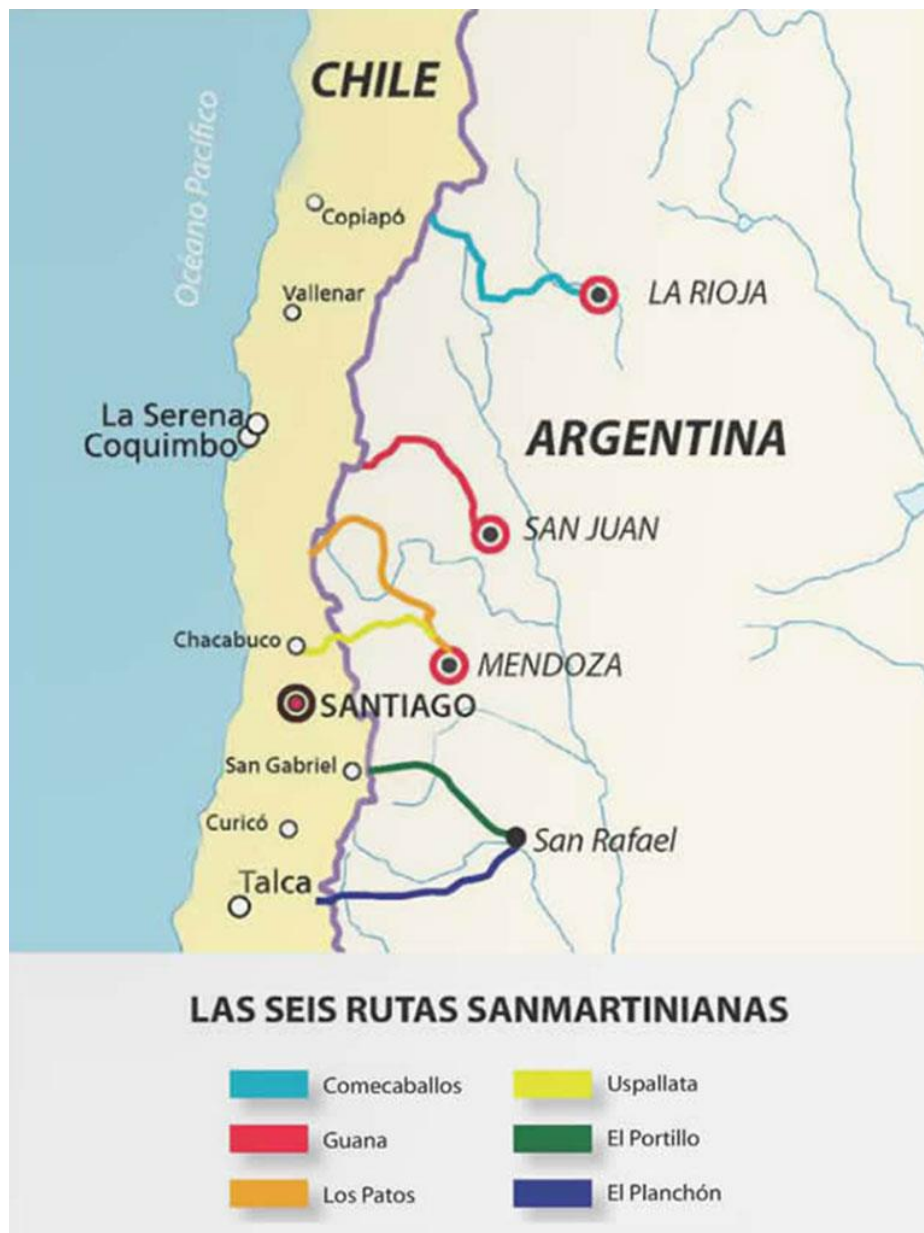 CHILE
Océano Pacífico
Copiapó
Vallenar
LA RIOJA
La Serena
Coquimbo
ARGENTINA
SAN JUAN
Chacabuco
MENDOZA
SANTIAGO
San Gabriel
Curicó
San Rafael
Talca
LAS SEIS RUTAS SANMARTINIANAS
Comecaballos
Uspallata
Guana
El Portillo
Los Patos
El Planchón